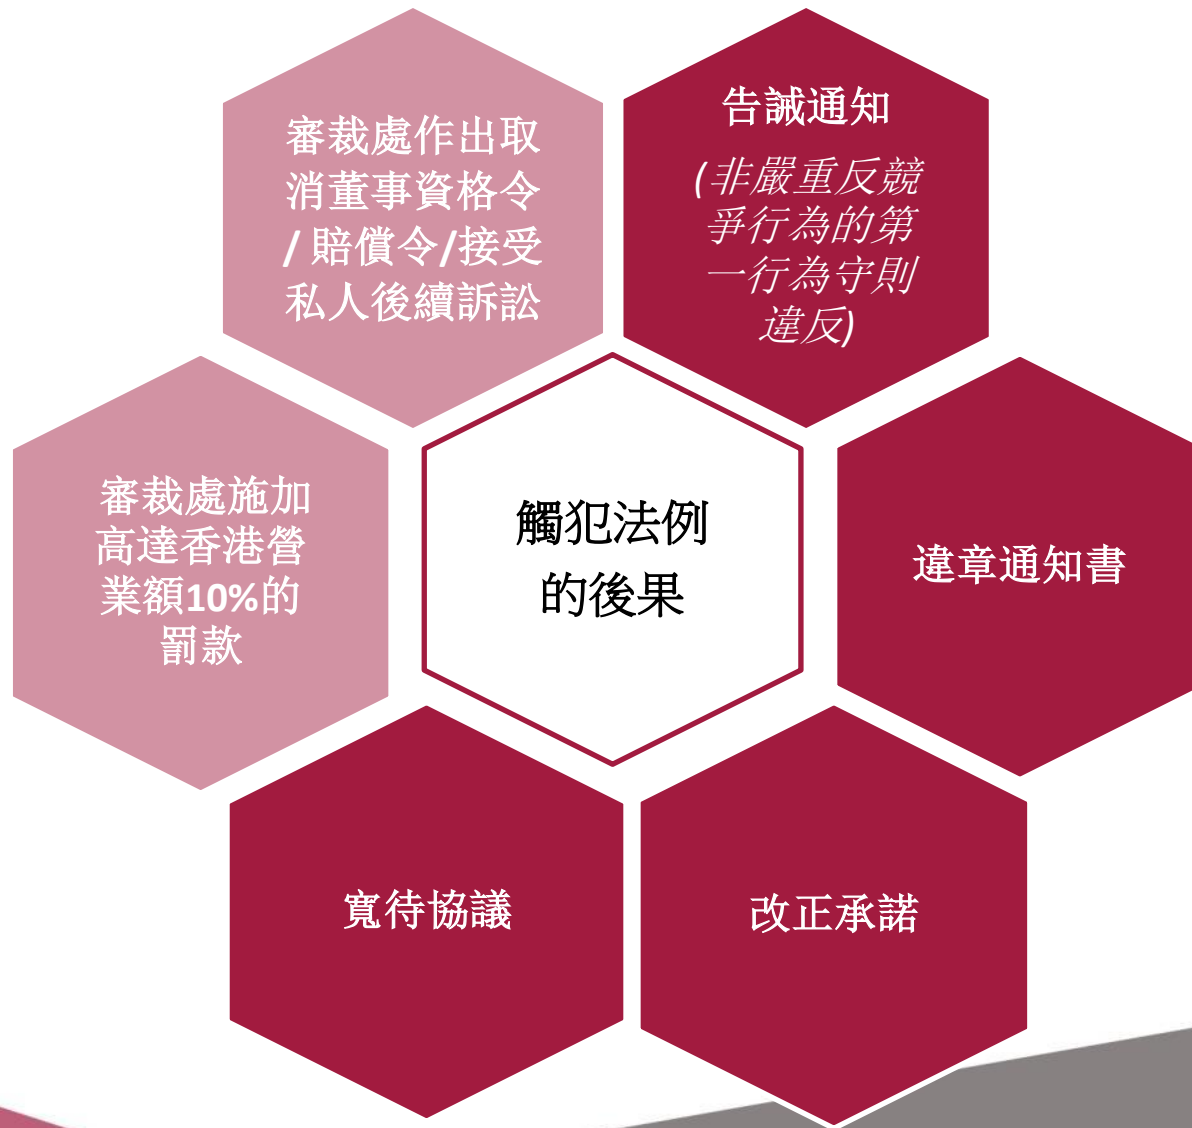 審裁處作出取
消董事資格令
/ 賠償令/接受
私人後續訴訟
告誡通知
(非嚴重反競
爭行為的第
一行為守則
違反)
審裁處施加
高達香港營
業額10%的
罰款
觸犯法例
的後果
違章通知書
寬待協議
改正承諾